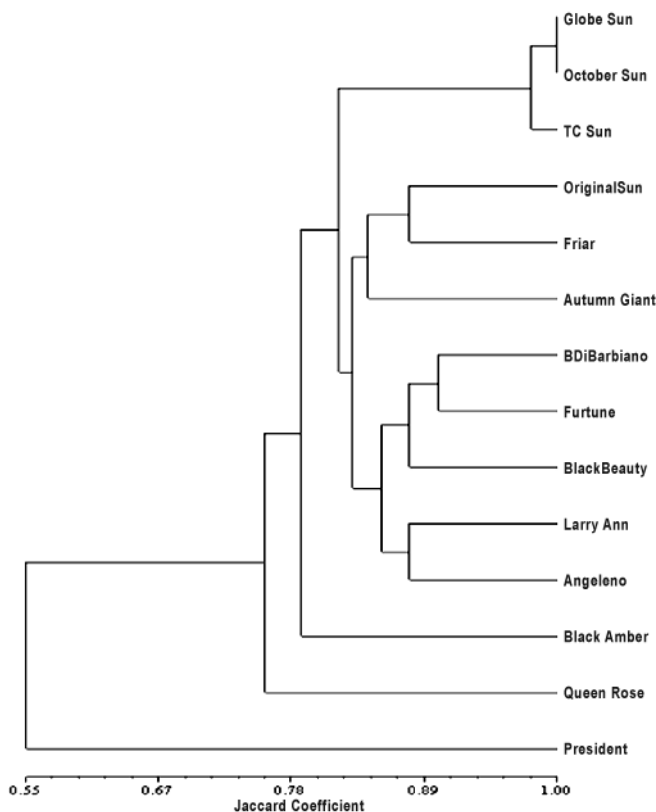 Globe Sun
October Sun
TC Sun
OriginalSun
Friar
Autumn Giant
BDiBarbiano
Furtune
BlackBeauty
Larry Ann
Angeleno
Black Amber
Queen Rose
President
0.55 0.67 0.78 0.89 1.00
Jaccard Coefficient